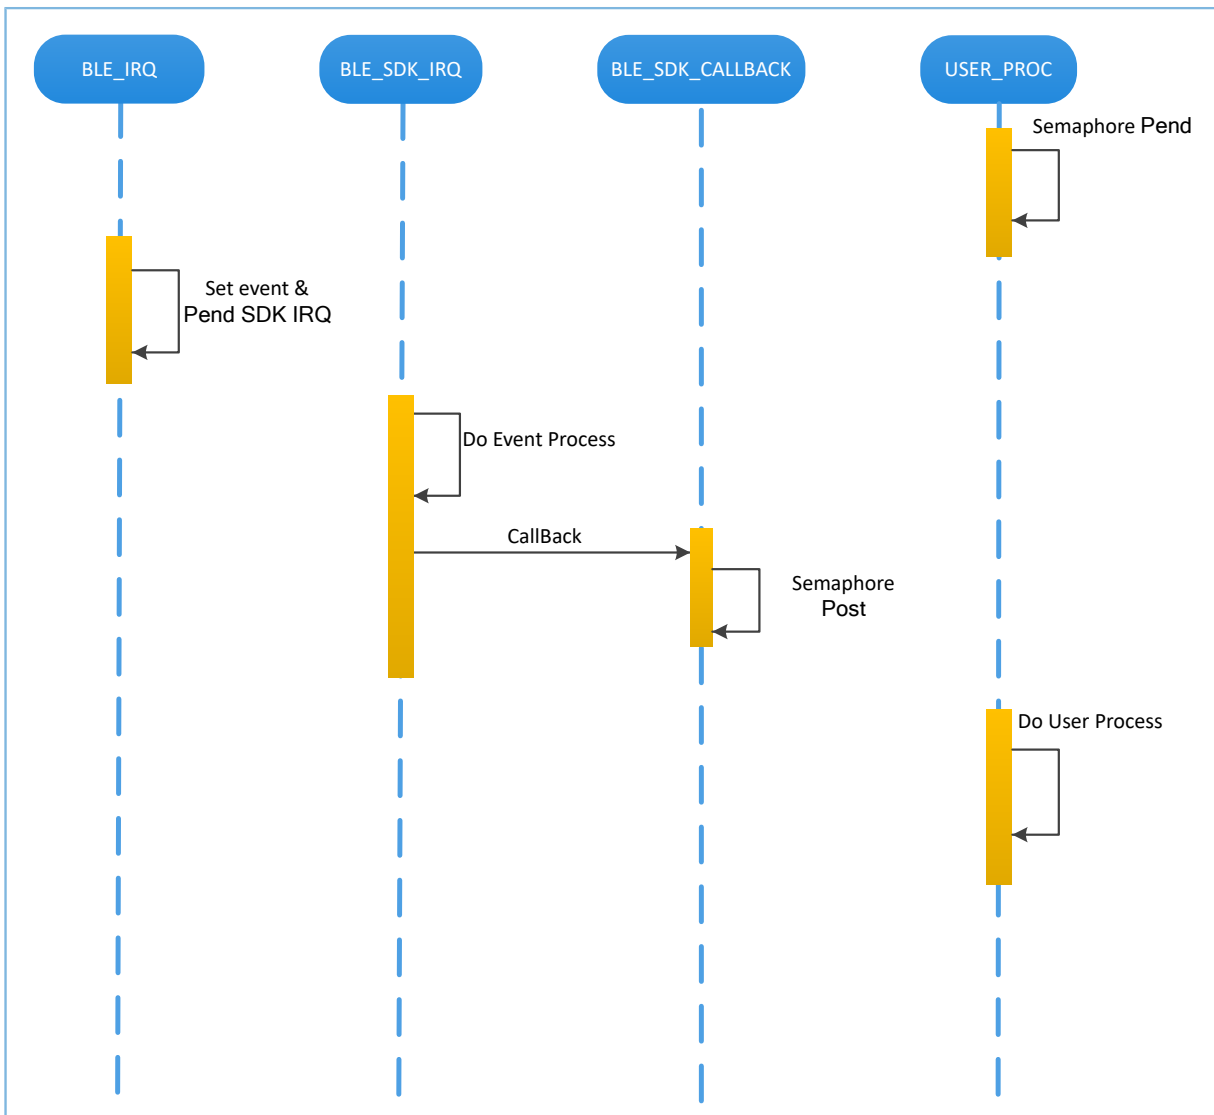 BLE_IRQ
BLE_SDK_IRQ
BLE_SDK_CALLBACK
USER_PROC
Semaphore Pend
Set event &
Pend SDK IRQ
Do Event Process
CallBack
Semaphore
Post
Do User Process